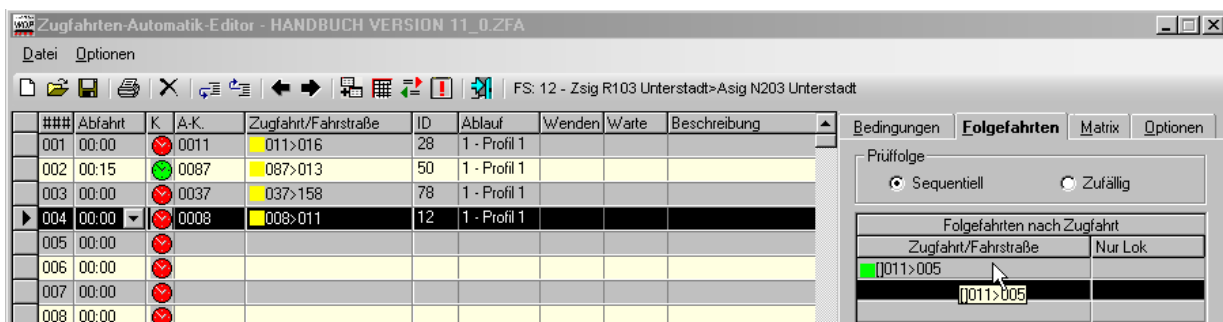 WDP Zugfahrten-Automatik-Editor - HANDBUCH VERSION 11_0.ZFA
Datei Optionen
FS: 12 - Zsig R103 Unterstadt>Asig N203 Unterstadt
### Abfahrt K A-K. Zugfahrt/Fahrstraße ID Ablauf Wenden Warte Beschreibung
001 00:00 0011 011>016 28 1 - Profil 1
002 00:15 0087 087>013 50 1 - Profil 1
003 00:00 0037 037>158 78 1 - Profil 1
004 00:00 0008 008>011 12 1 - Profil 1
005 00:00
006 00:00
007 00:00
008 00:00
Bedingungen Folgefahrten Matrix Optionen
Prüffolge
Sequentiell Zufällig
Folgefahrten nach Zugfahrt
Zugfahrt/Fahrstraße Nur Lok
[]011>005
[]011>005